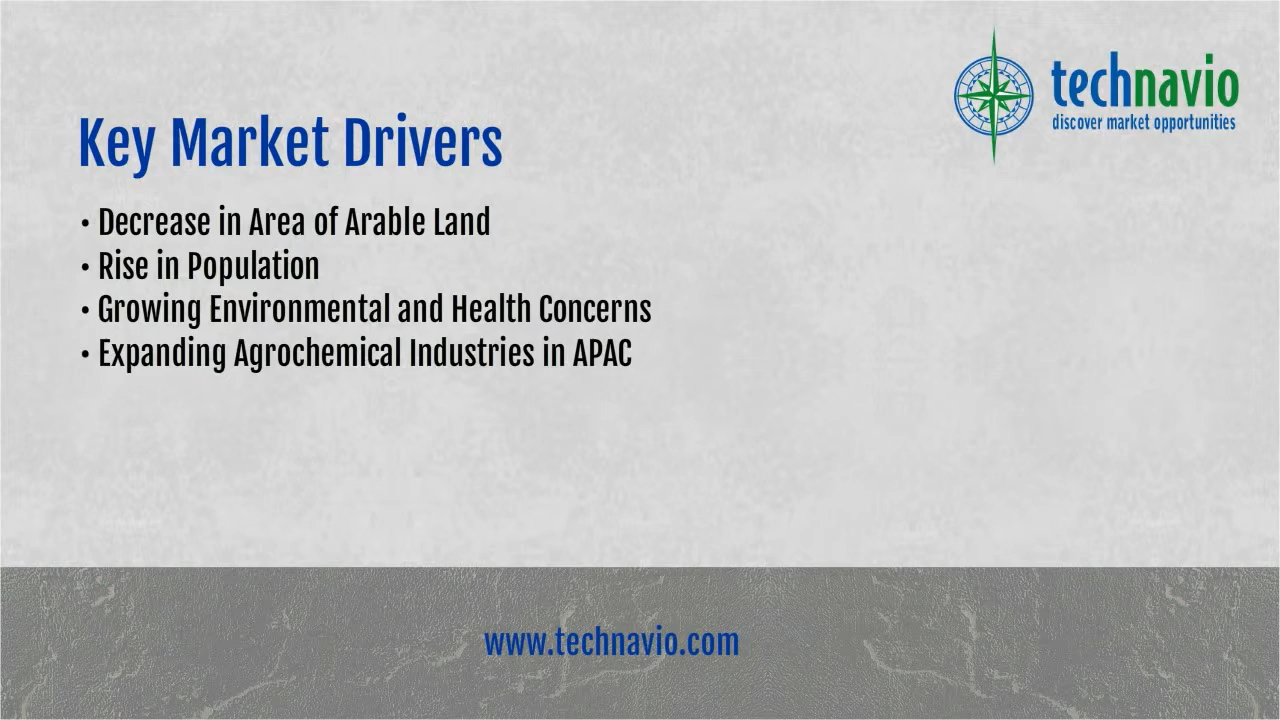 technavio
discover market opportunities
Key Market Drivers
• Decrease in Area of Arable Land
• Rise in Population
• Growing Environmental and Health Concerns
• Expanding Agrochemical Industries in APAC
www.technavio.com